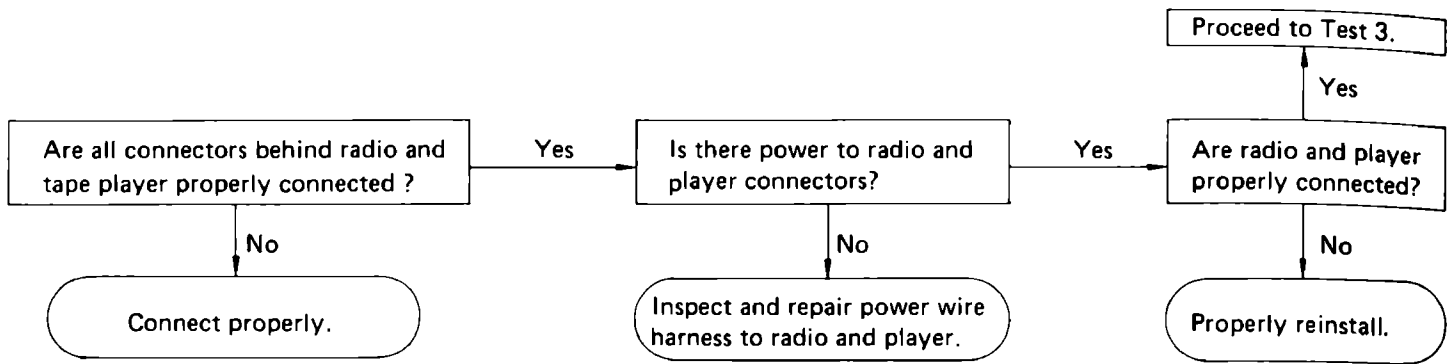 Proceed to Test 3.
Yes
Are all connectors behind radio and
tape player properly connected ?
Yes
Is there power to radio and
player connectors?
Yes
Are radio and player
properly connected?
No
No
No
Connect properly.
Inspect and repair power wire
harness to radio and player.
Properly reinstall.